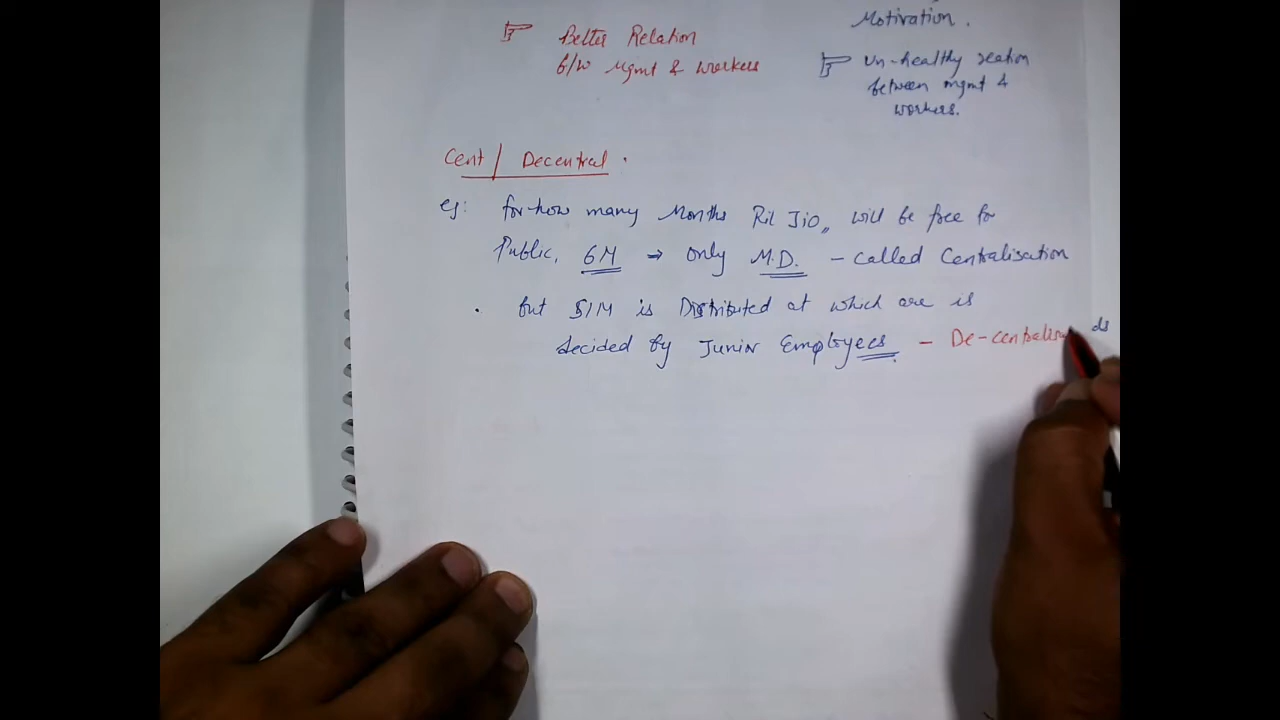 Motivation.
Better Relation
b/w Mgmt & workers
Un-healthy reation
between mgmt &
workers.
Cent/ Decentral.
eg: for how many Months Ril Jio,, will be free for
Public, 6M → only M.D. - called Centralisation
. but SIM is Distributed at which are is
decided by Junior Employees - De-centralis